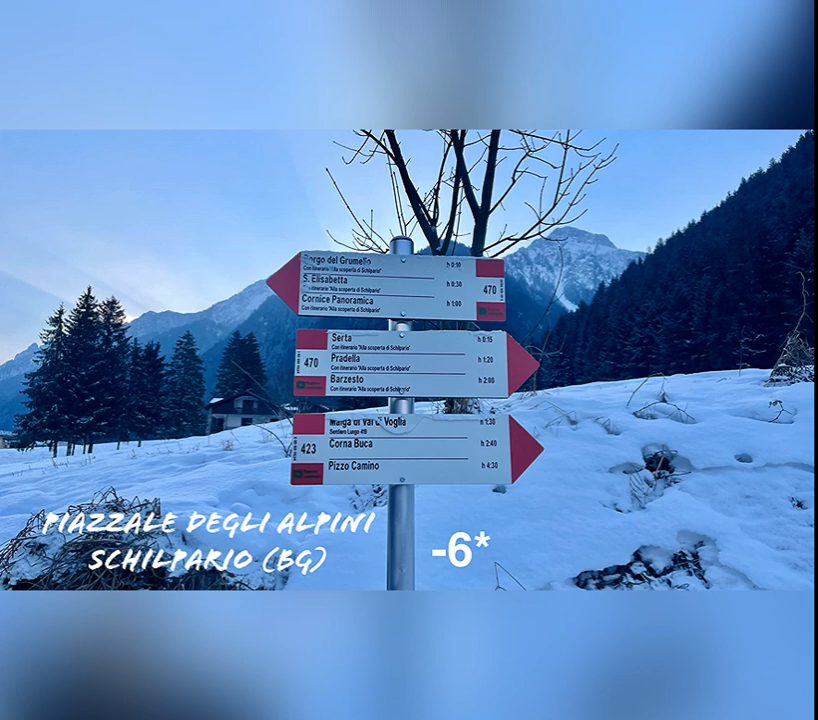 Borgo del Grumello h 0:10
Con itinerario "Alla scoperta di Schilpario"
S. Elisabetta h 0:30
Con itinerario "Alla scoperta di Schilpario"
470
Cornice Panoramica h 1:00
Serta h 0:15
Con itinerario "Alla scoperta di Schilpario"
470
Pradella h 1:20
Con itinerario "Alla scoperta di Schilpario"
Barzesto h 2:00
Con itinerario "Alla scoperta di Schilpario"
Malga di Val di Voglia h 1:30
Sentiero Lungo 419
423
Corna Buca h 2:40
Pizzo Camino h 4:30
PIAZZALE DEGLI ALPINI
SCHILPARIO (BG)
-6*